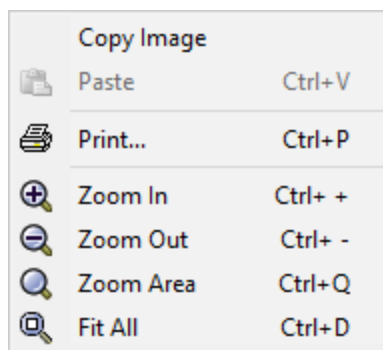 Copy Image
Paste Ctrl+V
Print... Ctrl+P
Zoom In Ctrl+ +
Zoom Out Ctrl+ -
Zoom Area Ctrl+Q
Fit All Ctrl+D